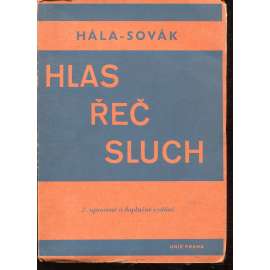 HÁLA-SOVÁK
HLAS
ŘEČ
SLUCH
2. upravené a doplněné vydání
UNIE PRAHA